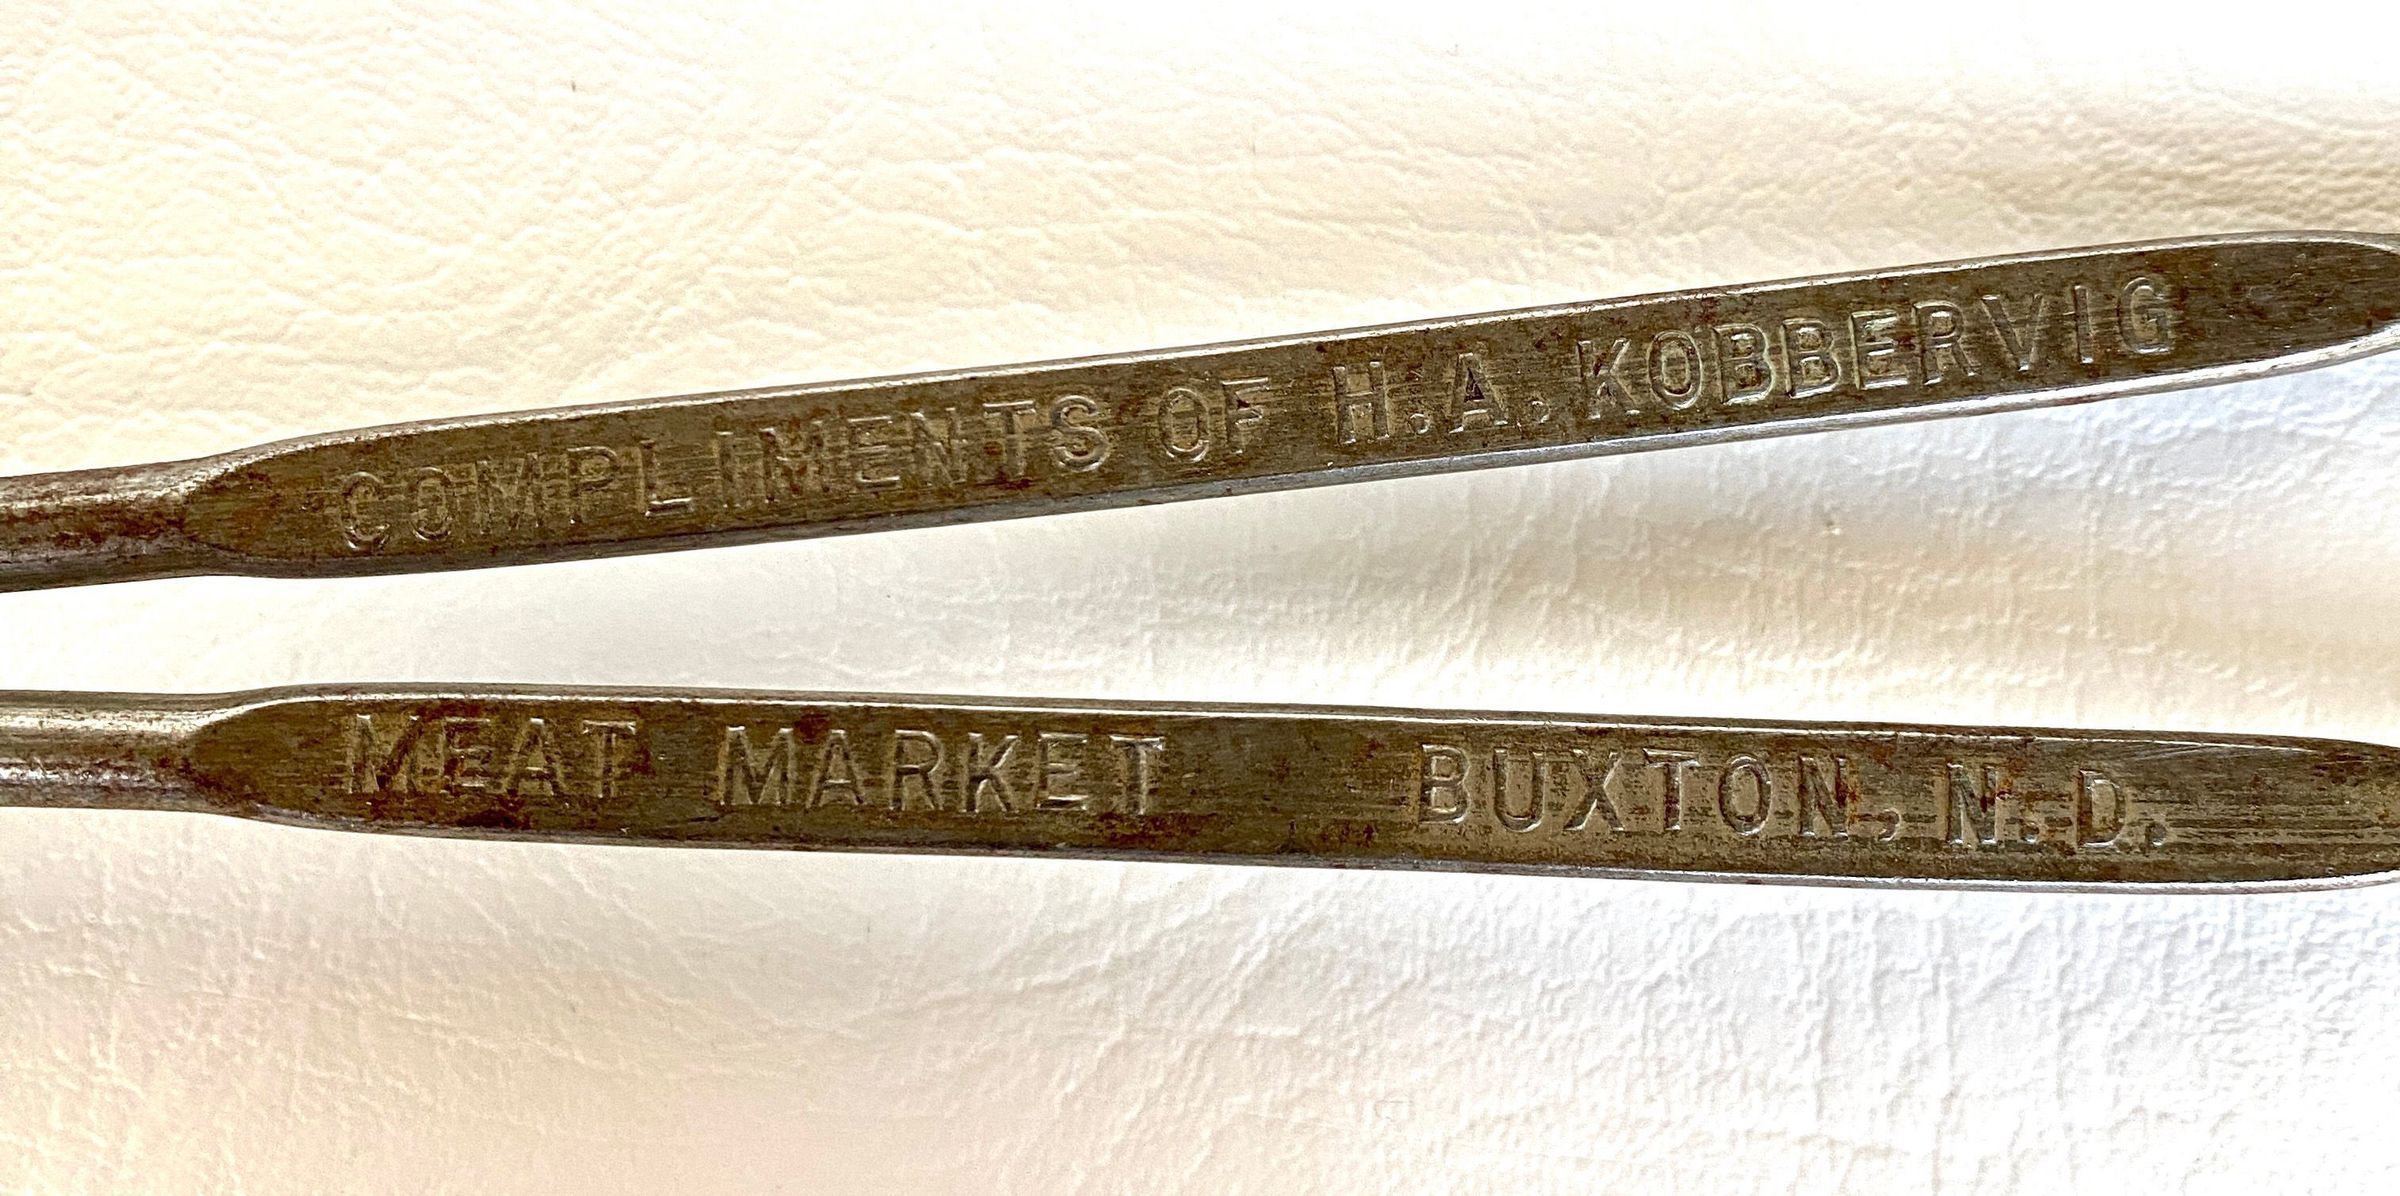 COMPLIMENTS OF H.A. KOBBERVIG
MEAT MARKET BUXTON, N.D.